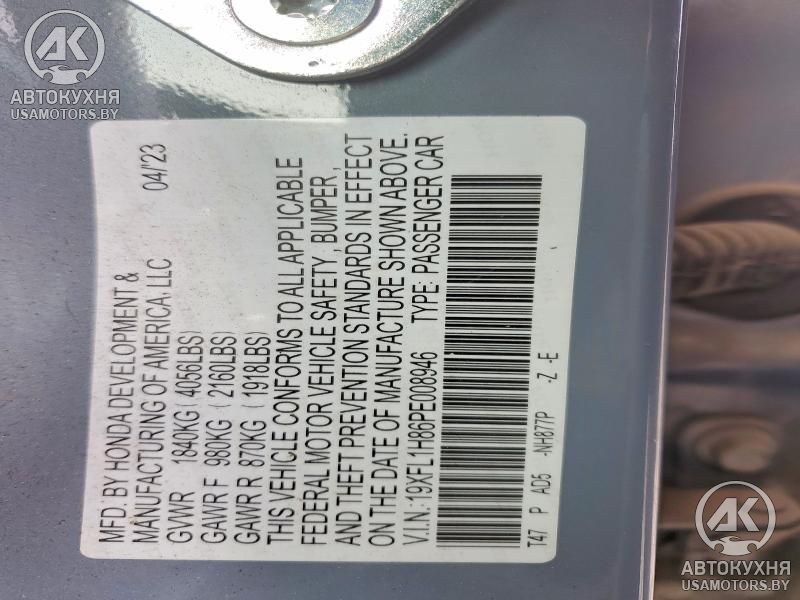 AK
АВТОКУХНЯ
USAMOTORS.BY
MFD. BY HONDA DEVELOPMENT &
MANUFACTURING OF AMERICA, LLC 04/'23
GVWR 1840KG (4056LBS)
GAWR F 980KG (2160LBS)
GAWR R 870KG (1918LBS)
THIS VEHICLE CONFORMS TO ALL APPLICABLE
FEDERAL MOTOR VEHICLE SAFETY, BUMPER,
AND THEFT PREVENTION STANDARDS IN EFFECT
ON THE DATE OF MANUFACTURE SHOWN ABOVE.
V.I.N.:19XFL1H86PE008946 TYPE: PASSENGER CAR
T47 P AD5 -NH877P -Z -E
AK
АВТОКУХНЯ
USAMOTORS.BY